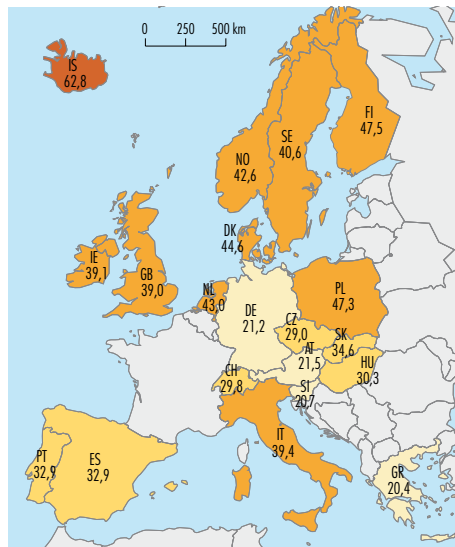 0 250 500 km
IS
62,8
FI
47,5
SE
40,6
NO
42,6
DK
44,6
IE
39,1
GB
39,0
NL
43,0
PL
47,3
DE
21,2
CZ
29,0
SK
34,6
AT
21,5
HU
30,3
CH
29,8
SI
20,7
IT
39,4
PT
32,9
ES
32,9
GR
20,4